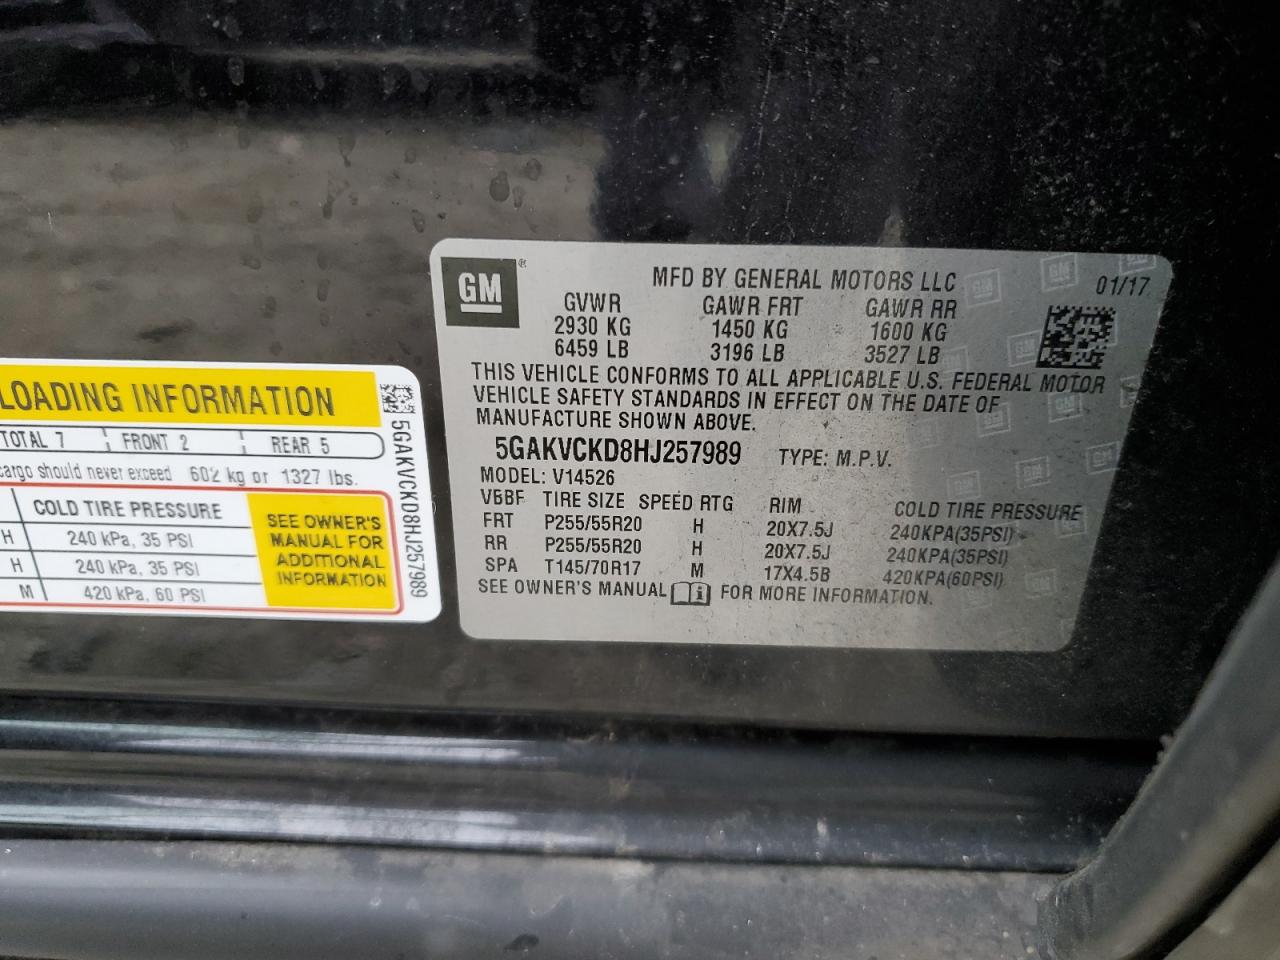 LOADING INFORMATION
TOTAL 7 FRONT 2 REAR 5
cargo should never exceed 602 kg or 1327 lbs.
COLD TIRE PRESSURE
H 240 kPa, 35 PSI
H 240 kPa, 35 PSI
M 420 kPa, 60 PSI
SEE OWNER'S
MANUAL FOR
ADDITIONAL
INFORMATION
5GAKVCKD8HJ257989
GM ®
MFD BY GENERAL MOTORS LLC 01/17
GVWR GAWR FRT GAWR RR
2930 KG 1450 KG 1600 KG
6459 LB 3196 LB 3527 LB
THIS VEHICLE CONFORMS TO ALL APPLICABLE U.S. FEDERAL MOTOR
VEHICLE SAFETY STANDARDS IN EFFECT ON THE DATE OF
MANUFACTURE SHOWN ABOVE.
5GAKVCKD8HJ257989 TYPE: M.P.V.
MODEL: V14526
TIRE SIZE SPEED RTG RIM COLD TIRE PRESSURE
FRT P255/55R20 H 20X7.5J 240KPA(35PSI)
RR P255/55R20 H 20X7.5J 240KPA(35PSI)
SPA T145/70R17 M 17X4.5B 420KPA(60PSI)
SEE OWNER'S MANUAL i FOR MORE INFORMATION.